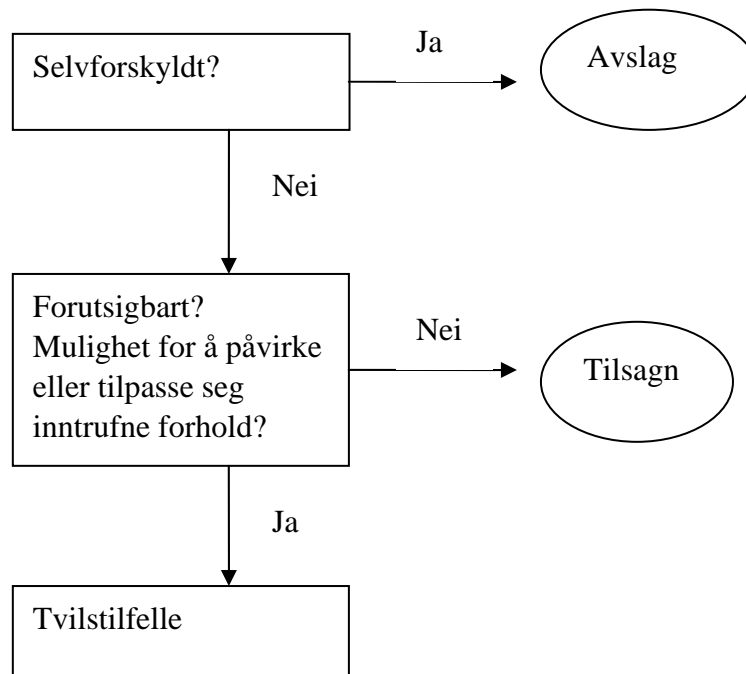 Selvforskyldt?
Ja
Avslag
Nei
Forutsigbart?
Mulighet for å påvirke
eller tilpasse seg
inntrufne forhold?
Nei
Tilsagn
Ja
Tvilstilfelle